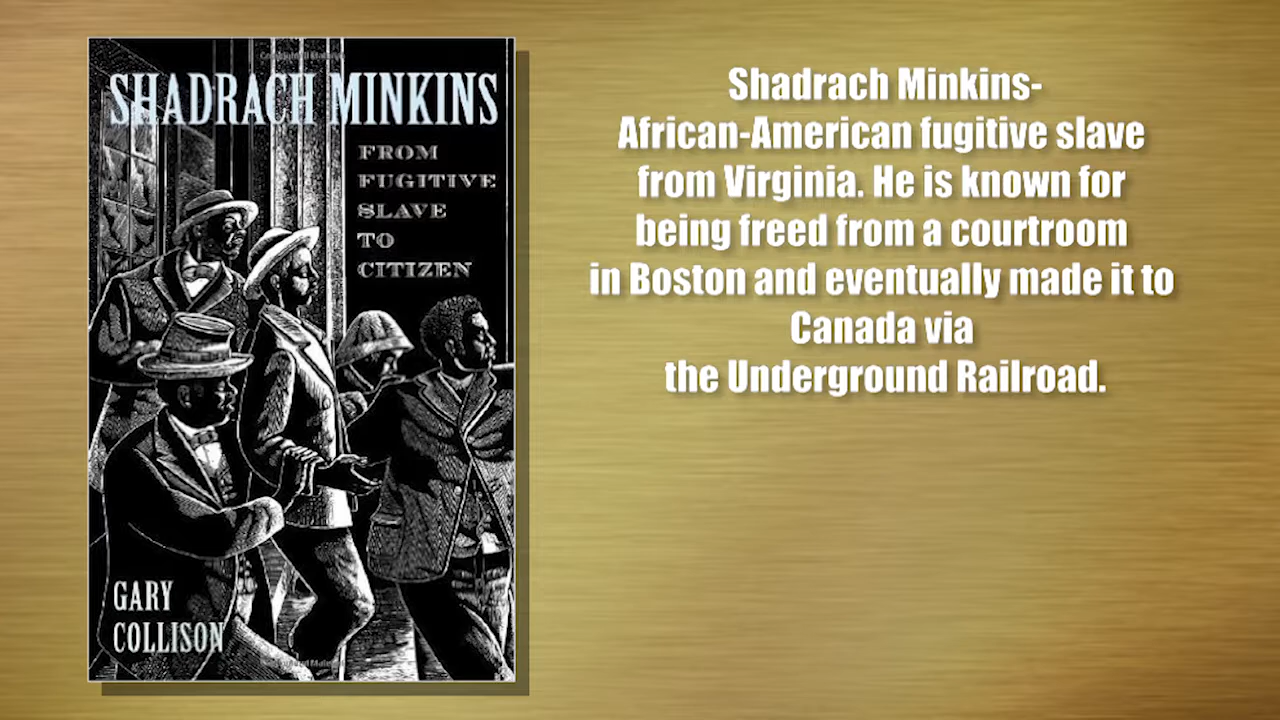 SHADRACH MINKINS
FROM
FUGITIVE
SLAVE
TO
CITIZEN
GARY
COLLISON
Shadrach Minkins-
African-American fugitive slave
from Virginia. He is known for
being freed from a courtroom
in Boston and eventually made it to
Canada via
the Underground Railroad.